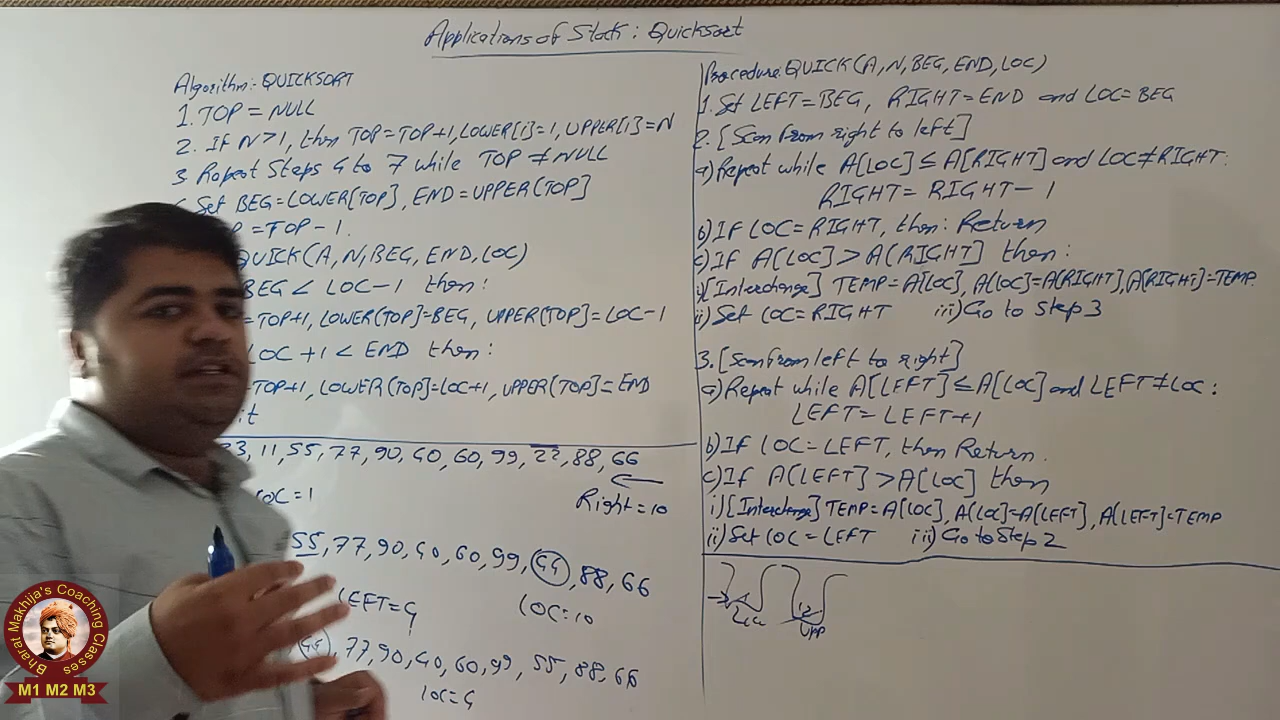 Applications of Stack: Quicksort
Algorithm:- QUICKSORT
1. TOP = NULL
2. If N>1, then TOP=TOP+1, LOWER[i]=1, UPPER[i]=N
3 Repeat Steps 4 to 7 while TOP ≠ NULL
Set BEG=LOWER[TOP], END=UPPER[TOP]
=TOP-1.
QUICK(A,N,BEG, END, LOC)
BEG < LOC-1 then:
=TOP+1, LOWER[TOP]=BEG, UPPER[TOP]=LOC-1
LOC+1 < END then:
TOP+1, LOWER[TOP]=LOC+1, UPPER[TOP]=END
it
33, 11, 55, 77, 90, 40, 60, 99, 22, 88, 66
LOC=1
Right=10
55, 77, 90, 40, 60, 99, 44, 88, 66
LEFT=4
LOC=10
44, 77, 90, 40, 60, 99, 55, 88, 66
LOC=4
Procedure: QUICK(A,N,BEG,END,LOC)
1. Set LEFT=BEG, RIGHT=END and LOC=BEG
2. [Scan from right to left]
a) Repeat while A[LOC]≤A[RIGHT] and LOC≠RIGHT:
RIGHT=RIGHT-1
b) If LOC=RIGHT, then: Return
c) If A[LOC]>A[RIGHT] then:
i) [Interchange] TEMP=A[LOC], A[LOC]=A[RIGHT], A[RIGHT]=TEMP.
ii) Set LOC=RIGHT iii) Go to Step 3
3. [Scan from left to right]
a) Repeat while A[LEFT]≤A[LOC] and LEFT≠LOC:
LEFT=LEFT+1
b) If LOC=LEFT, then Return.
c) If A[LEFT]>A[LOC] then
i) [Interchange] TEMP=A[LOC], A[LOC]=A[LEFT], A[LEFT]=TEMP
ii) Set LOC=LEFT iii) Go to Step 2
Upp
Bharat Makhija's Coaching Classes
M1 M2 M3